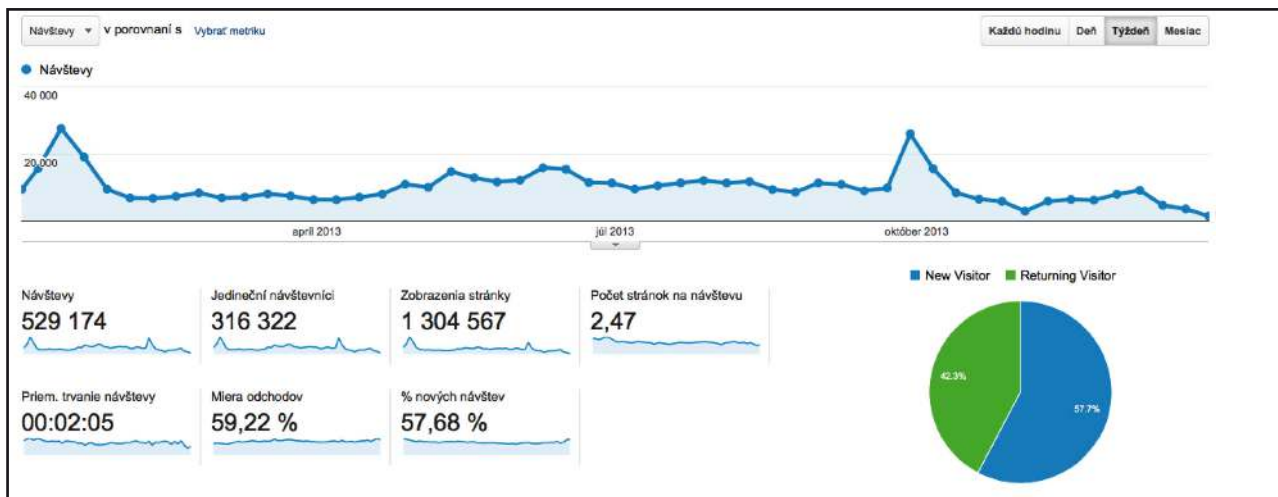 Návštevy v porovnaní s Vybrať metriku
Každú hodinu Deň Týždeň Mesiac
Návštevy
40 000
20 000
apríl 2013 júl 2013 október 2013
New Visitor Returning Visitor
Návštevy
529 174
Jedineční návštevníci
316 322
Zobrazenia stránky
1 304 567
Počet stránok na návštevu
2,47
Priem. trvanie návštevy
00:02:05
Miera odchodov
59,22 %
% nových návštev
57,68 %
42.3%
57.7%